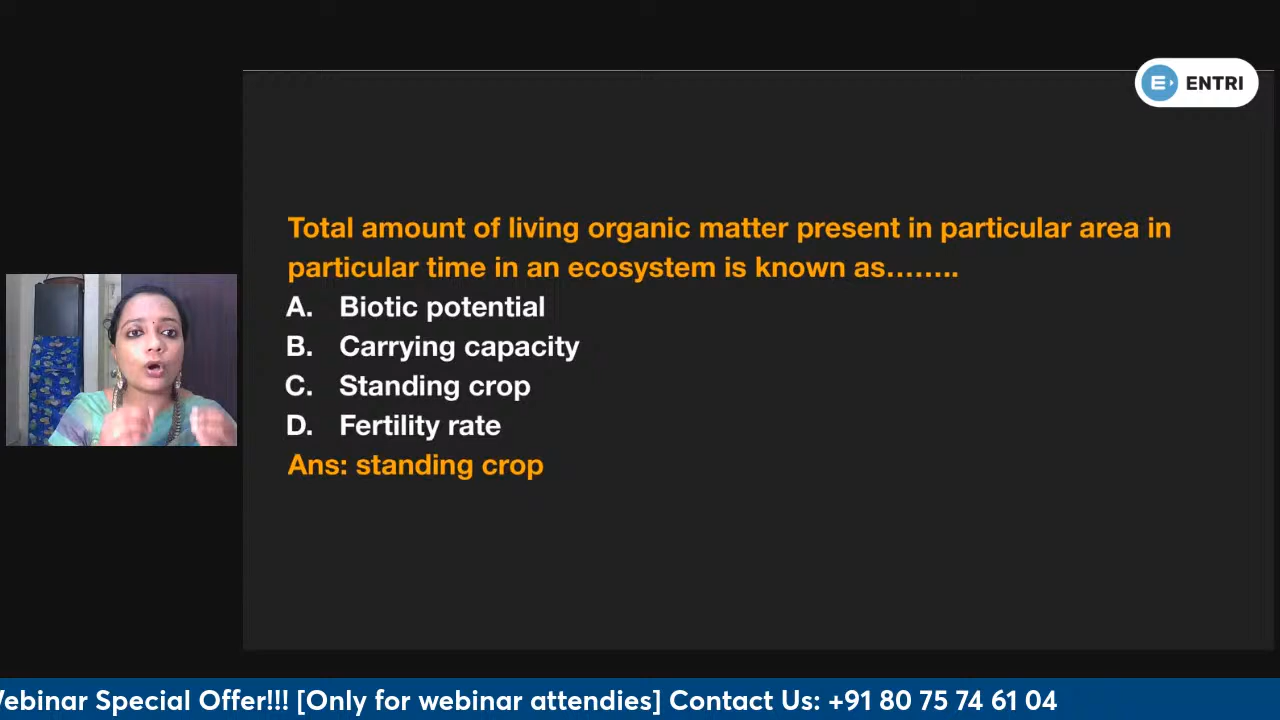 ENTRI
Total amount of living organic matter present in particular area in
particular time in an ecosystem is known as........
A. Biotic potential
B. Carrying capacity
C. Standing crop
D. Fertility rate
Ans: standing crop
Special Offer!!! [Only for webinar attendies] Contact Us: +91 80 75 74 61 04